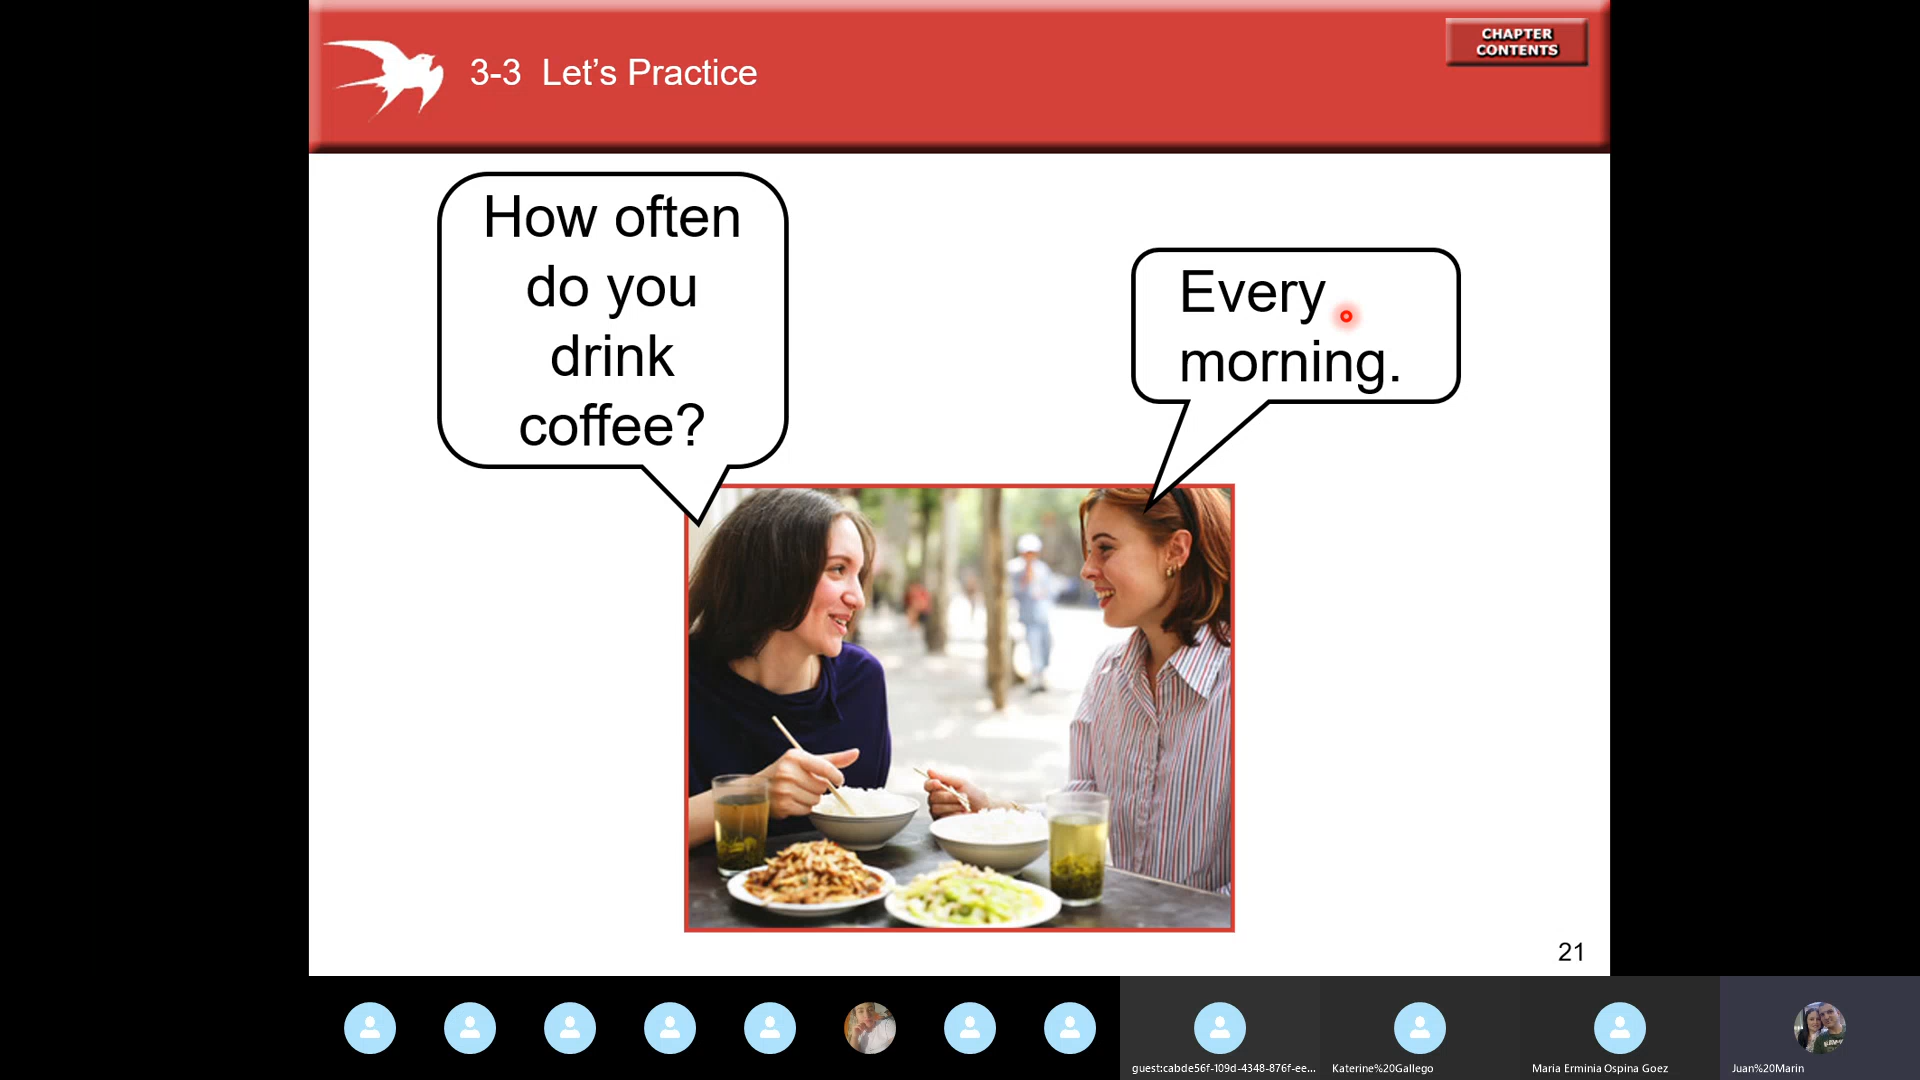 3-3 Let’s Practice
CHAPTER
CONTENTS
How often
do you
drink
coffee?
Every
morning.
21
guest:cabde56f-109d-4348-876f-ee...
Katerine%20Gallego
Maria Erminia Ospina Goez
Juan%20Marin